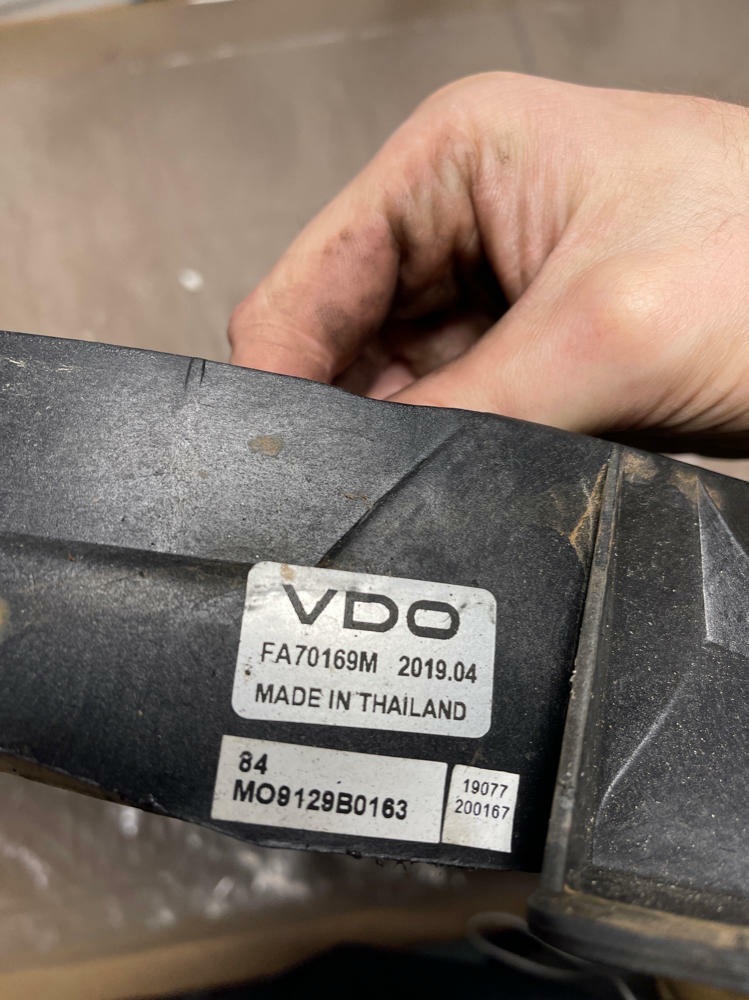 VDO
FA70169M 2019.04
MADE IN THAILAND
84
MO9129B0163
19077
200167